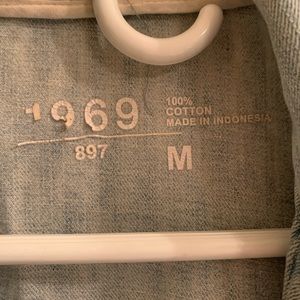 1969
897
100%
COTTON
MADE IN INDONESIA
M